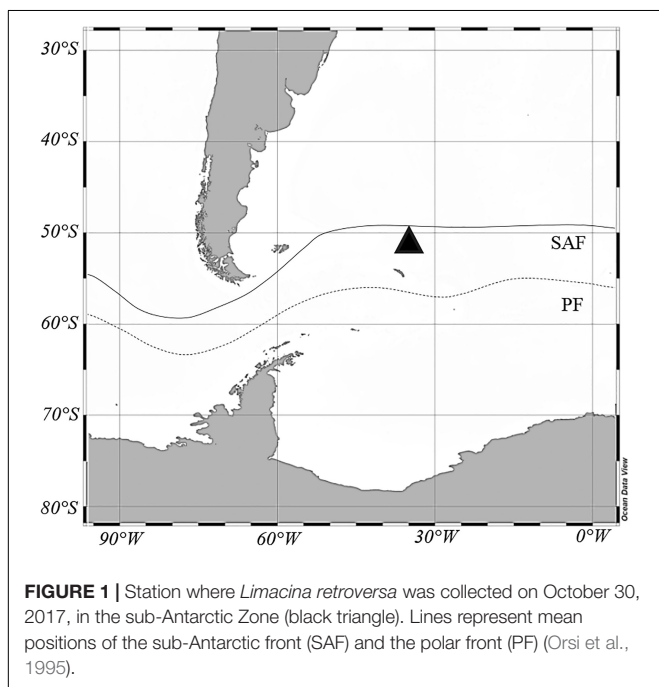 30°S
40°S
50°S
SAF
PF
60°S
70°S
80°S
Ocean Data View
90°W 60°W 30°W 0°W
FIGURE 1 | Station where Limacina retroversa was collected on October 30,
2017, in the sub-Antarctic Zone (black triangle). Lines represent mean
positions of the sub-Antarctic front (SAF) and the polar front (PF) (Orsi et al.,
1995).